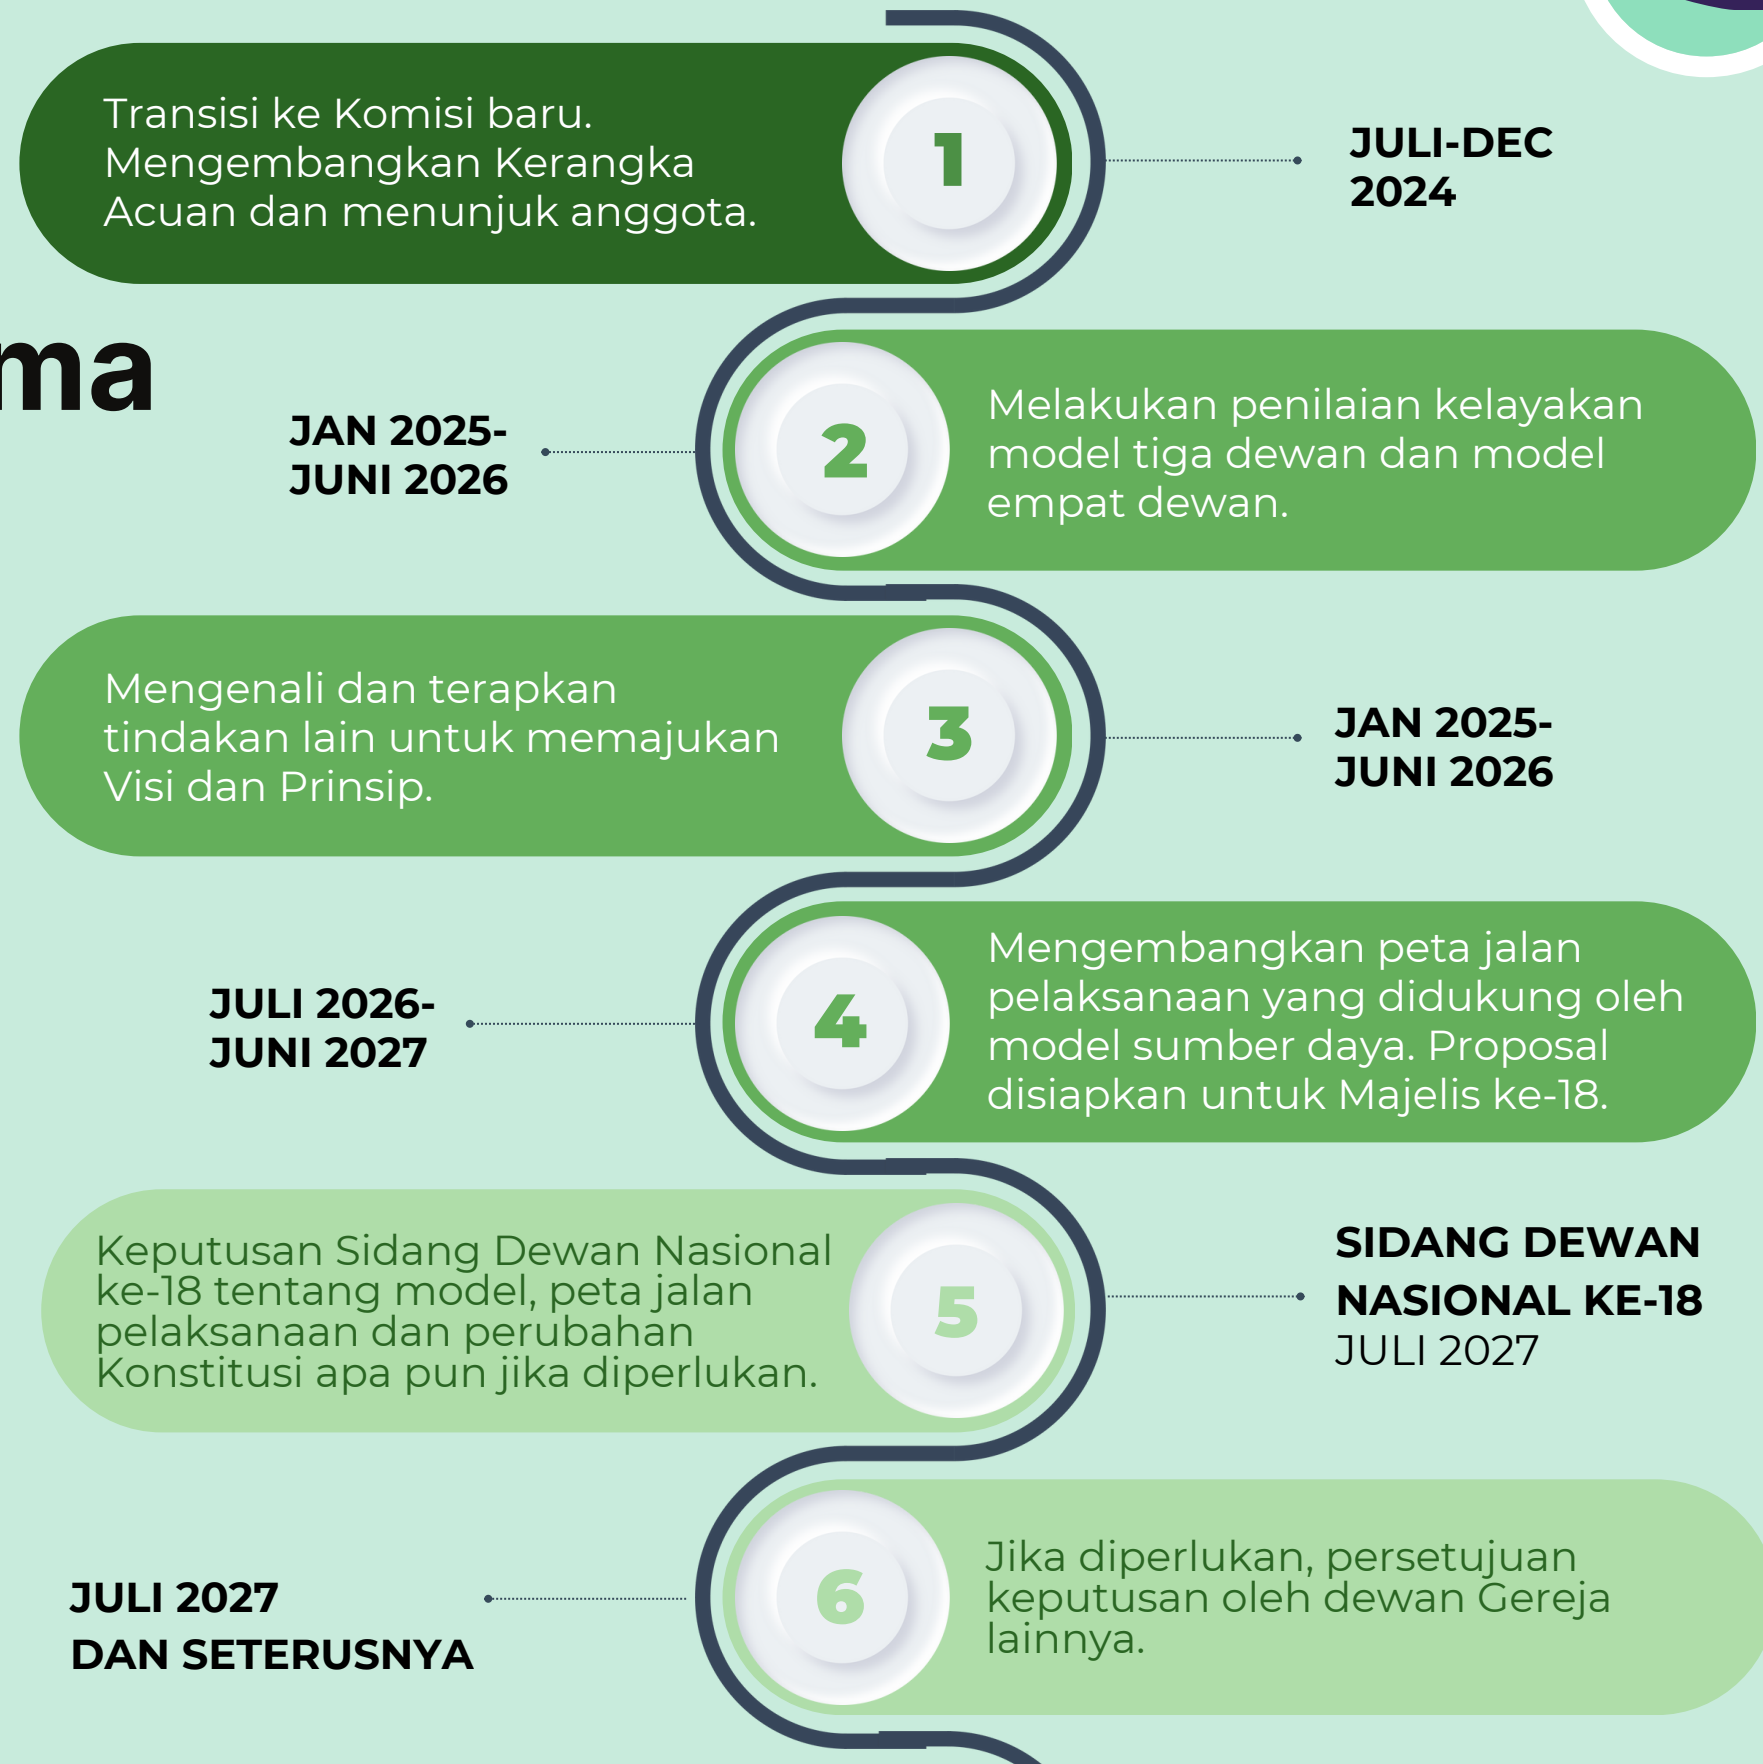 Transisi ke Komisi baru.
Mengembangkan Kerangka
Acuan dan menunjuk anggota.
1
JULI-DEC
2024
ma
JAN 2025-
JUNI 2026
2
Melakukan penilaian kelayakan
model tiga dewan dan model
empat dewan.
Mengenali dan terapkan
tindakan lain untuk memajukan
Visi dan Prinsip.
3
JAN 2025-
JUNI 2026
JULI 2026-
JUNI 2027
4
Mengembangkan peta jalan
pelaksanaan yang didukung oleh
model sumber daya. Proposal
disiapkan untuk Majelis ke-18.
Keputusan Sidang Dewan Nasional
ke-18 tentang model, peta jalan
pelaksanaan dan perubahan
Konstitusi apa pun jika diperlukan.
5
SIDANG DEWAN
NASIONAL KE-18
JULI 2027
JULI 2027
DAN SETERUSNYA
6
Jika diperlukan, persetujuan
keputusan oleh dewan Gereja
lainnya.